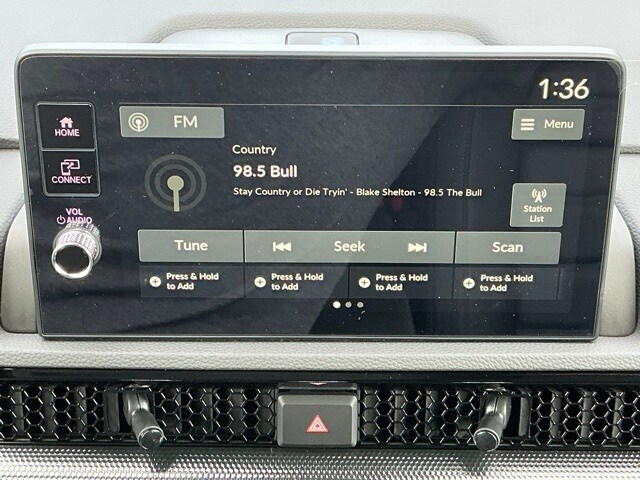 1:36
HOME
FM
Menu
CONNECT
Country
98.5 Bull
Stay Country or Die Tryin' - Blake Shelton - 98.5 The Bull
Station
List
VOL
AUDIO
Tune
Seek
Scan
Press & Hold
to Add
Press & Hold
to Add
Press & Hold
to Add
Press & Hold
to Add